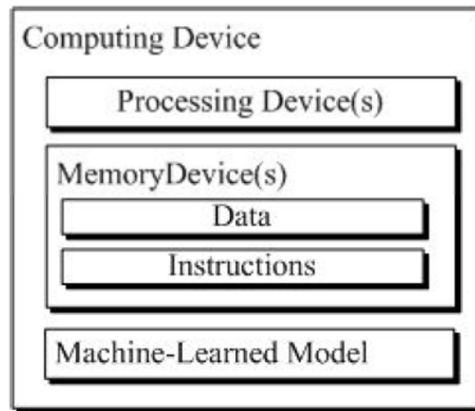 Computing Device
Processing Device(s)
MemoryDevice(s)
Data
Instructions
Machine-Learned Model